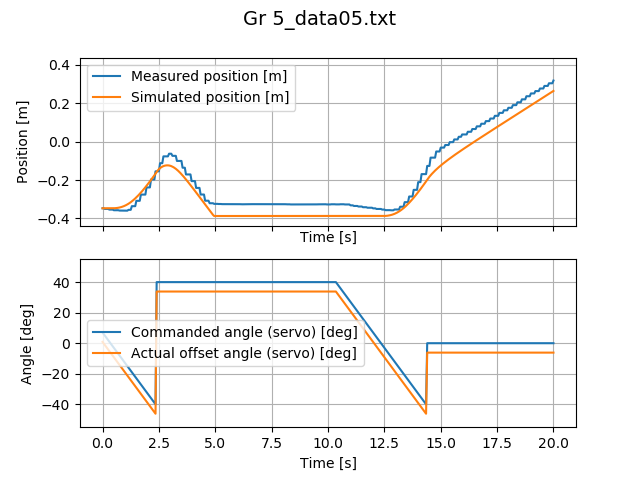 Gr 5_data05.txt
0.4
0.2
0.0
−0.2
−0.4
Position [m]
Measured position [m]
Simulated position [m]
Time [s]
40
20
0
−20
−40
Angle [deg]
Commanded angle (servo) [deg]
Actual offset angle (servo) [deg]
0.0 2.5 5.0 7.5 10.0 12.5 15.0 17.5 20.0
Time [s]